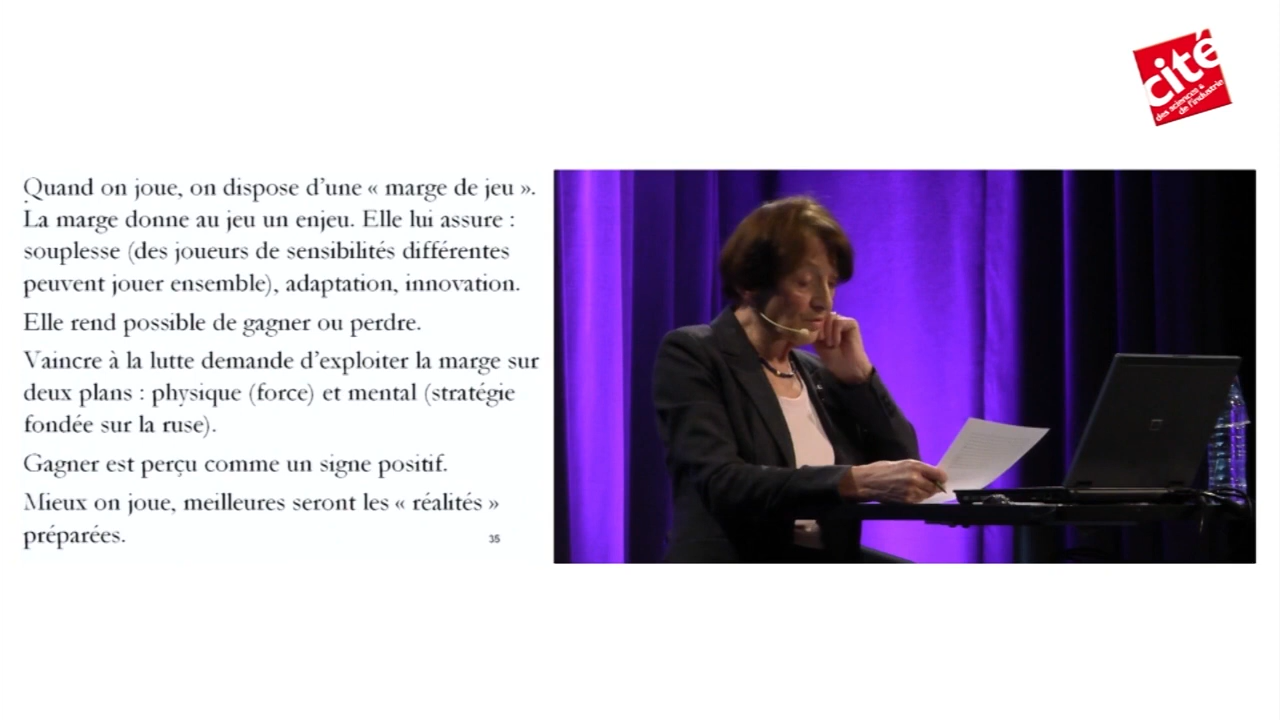 cité
des sciences &
de l'industrie
Quand on joue, on dispose d'une « marge de jeu ».
La marge donne au jeu un enjeu. Elle lui assure :
souplesse (des joueurs de sensibilités différentes
peuvent jouer ensemble), adaptation, innovation.
Elle rend possible de gagner ou perdre.
Vaincre à la lutte demande d'exploiter la marge sur
deux plans : physique (force) et mental (stratégie
fondée sur la ruse).
Gagner est perçu comme un signe positif.
Mieux on joue, meilleures seront les « réalités »
préparées.
35